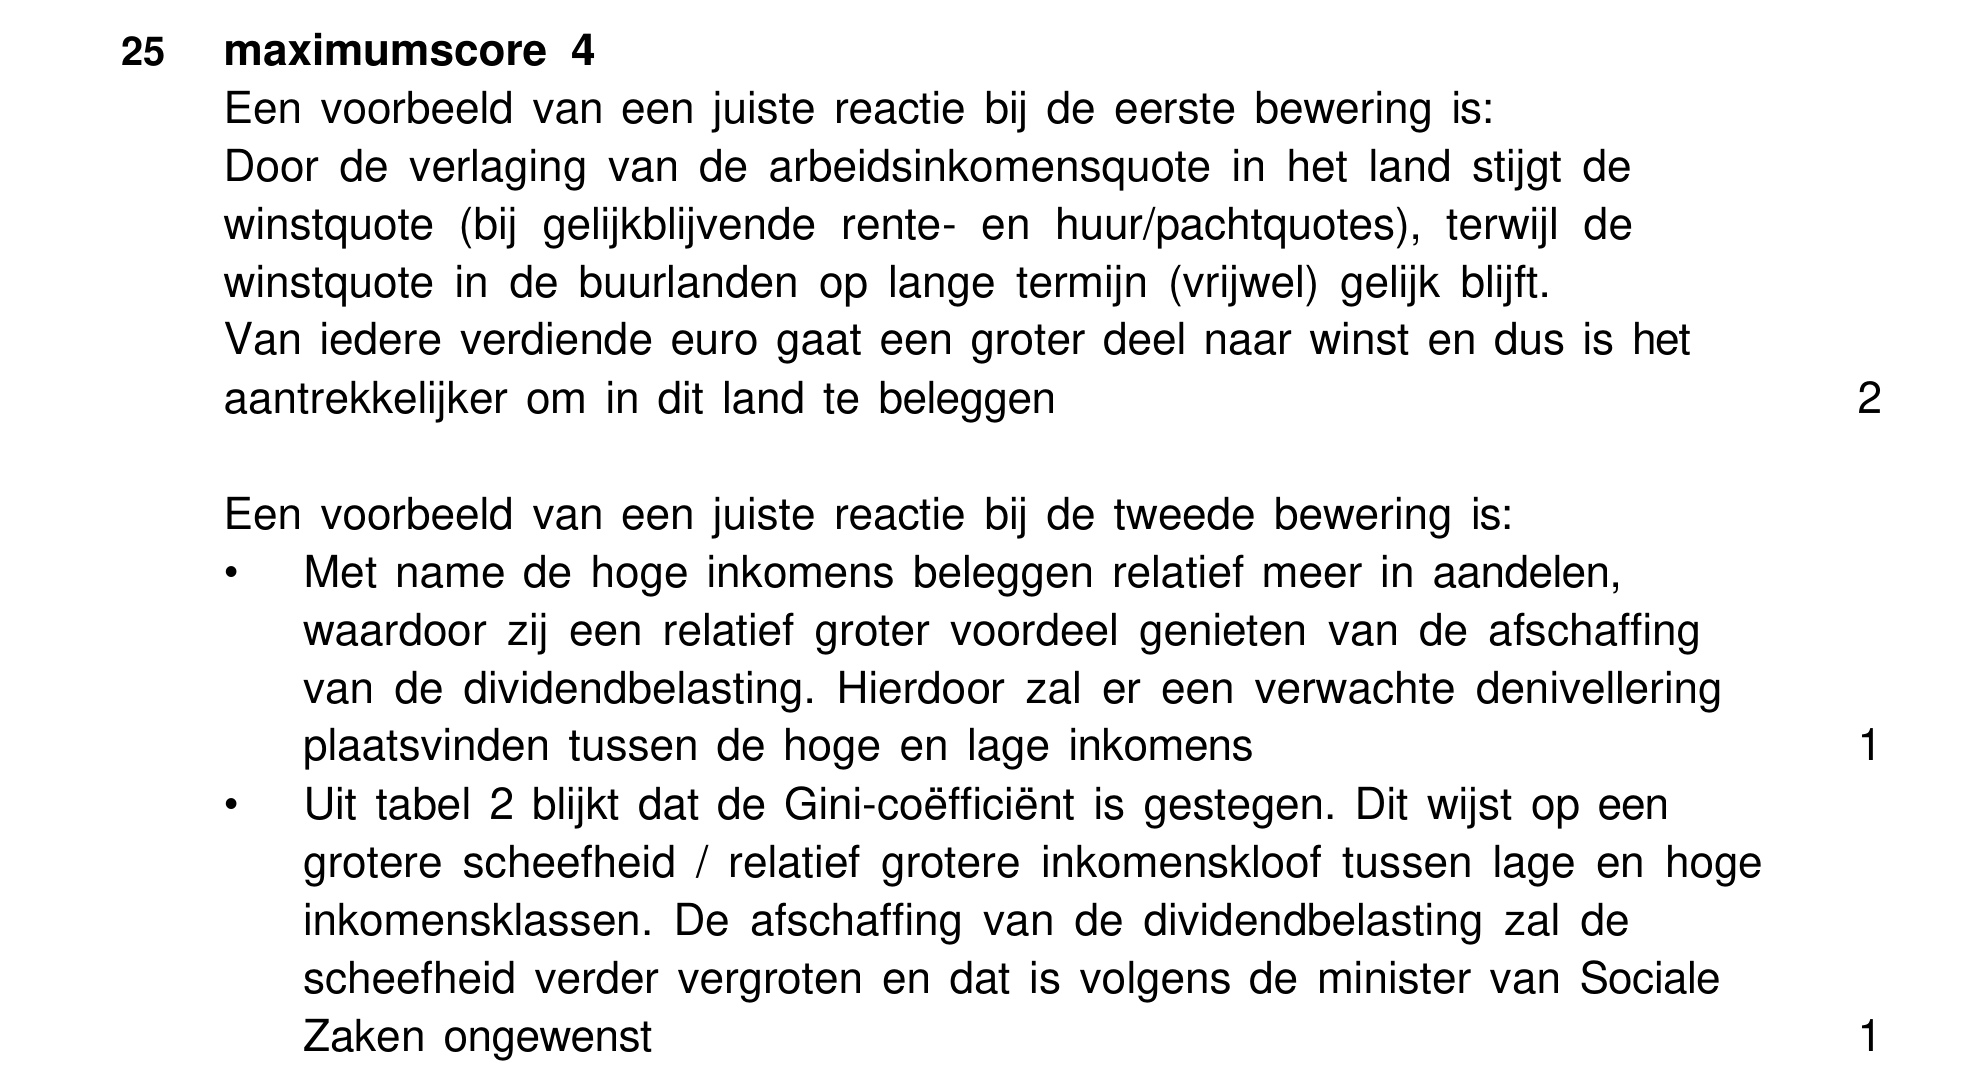 25 maximumscore 4
Een voorbeeld van een juiste reactie bij de eerste bewering is:
Door de verlaging van de arbeidsinkomensquote in het land stijgt de
winstquote (bij gelijkblijvende rente- en huur/pachtquotes), terwijl de
winstquote in de buurlanden op lange termijn (vrijwel) gelijk blijft.
Van iedere verdiende euro gaat een groter deel naar winst en dus is het
aantrekkelijker om in dit land te beleggen 2
Een voorbeeld van een juiste reactie bij de tweede bewering is:
• Met name de hoge inkomens beleggen relatief meer in aandelen,
waardoor zij een relatief groter voordeel genieten van de afschaffing
van de dividendbelasting. Hierdoor zal er een verwachte denivellering
plaatsvinden tussen de hoge en lage inkomens 1
• Uit tabel 2 blijkt dat de Gini-coëfficiënt is gestegen. Dit wijst op een
grotere scheefheid / relatief grotere inkomenskloof tussen lage en hoge
inkomensklassen. De afschaffing van de dividendbelasting zal de
scheefheid verder vergroten en dat is volgens de minister van Sociale
Zaken ongewenst 1